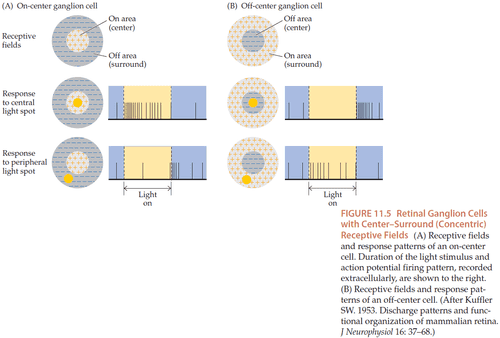 (A) On-center ganglion cell
On area
(center)
Receptive
fields
Off area
(surround)
Response
to central
light spot
Response
to peripheral
light spot
Light
on
(B) Off-center ganglion cell
Off area
(center)
On area
(surround)
Light
on
FIGURE 11.5 Retinal Ganglion Cells
with Center–Surround (Concentric)
Receptive Fields (A) Receptive fields
and response patterns of an on-center
cell. Duration of the light stimulus and
action potential firing pattern, recorded
extracellularly, are shown to the right.
(B) Receptive fields and response pat-
terns of an off-center cell. (After Kuffler
SW. 1953. Discharge patterns and func-
tional organization of mammalian retina.
J Neurophysiol 16: 37–68.)